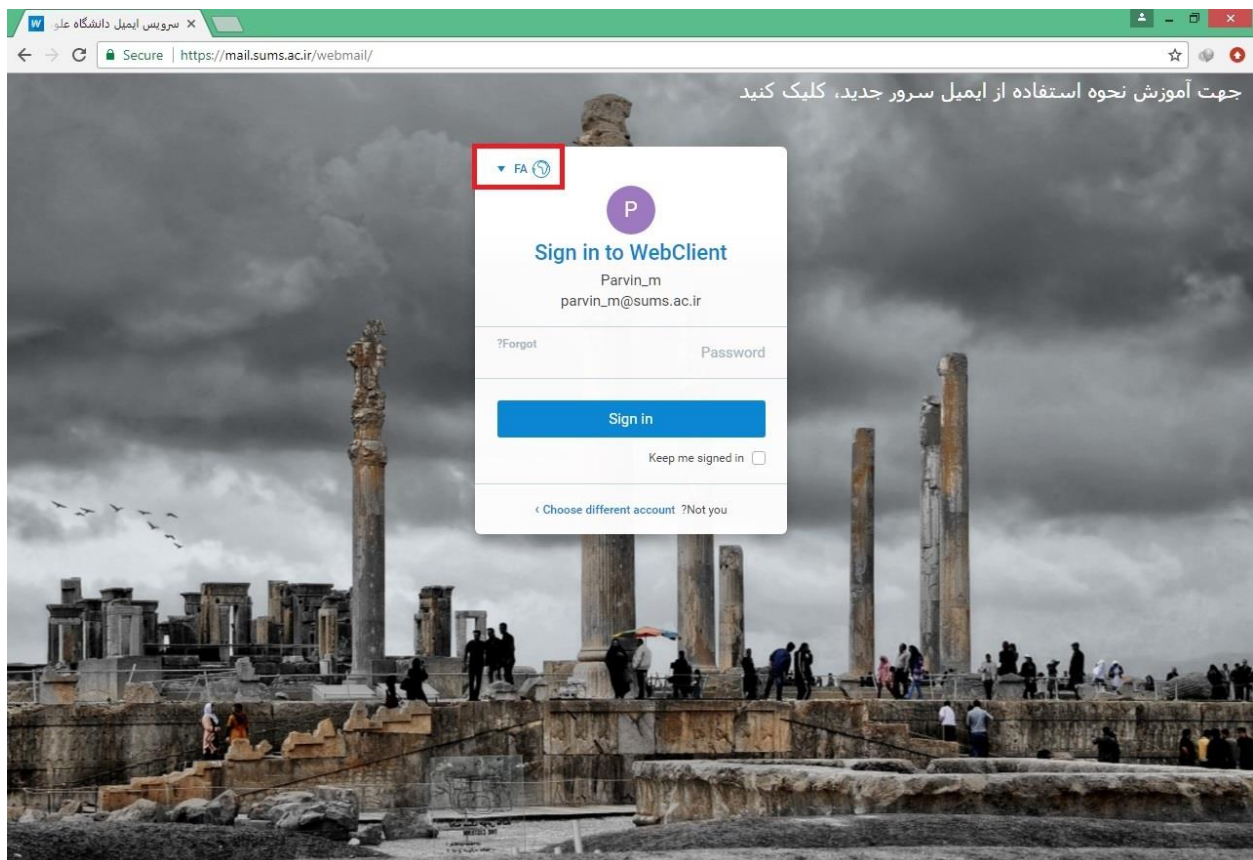 سرویس ایمیل دانشگاه علو
Secure | https://mail.sums.ac.ir/webmail/
جهت آموزش نحوه استفاده از ایمیل سرور جدید، کلیک کنید
FA
P
Sign in to WebClient
Parvin_m
parvin_m@sums.ac.ir
?Forgot
Password
Sign in
Keep me signed in
‹ Choose different account ?Not you